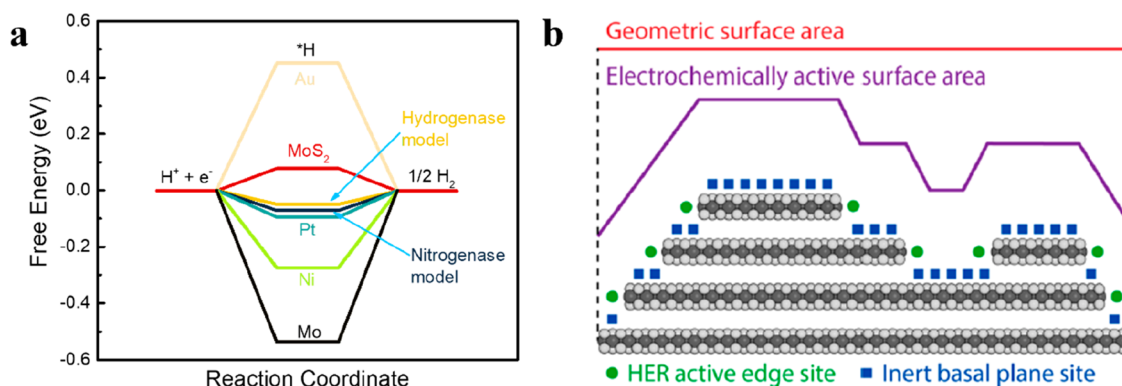 a
Free Energy (eV)
0.6
0.4
0.2
0.0
-0.2
-0.4
-0.6
*H
Au
Hydrogenase
model
MoS₂
H⁺ + e⁻
1/2 H₂
Pt
Nitrogenase
model
Ni
Mo
Reaction Coordinate
b
Geometric surface area
Electrochemically active surface area
HER active edge site
Inert basal plane site